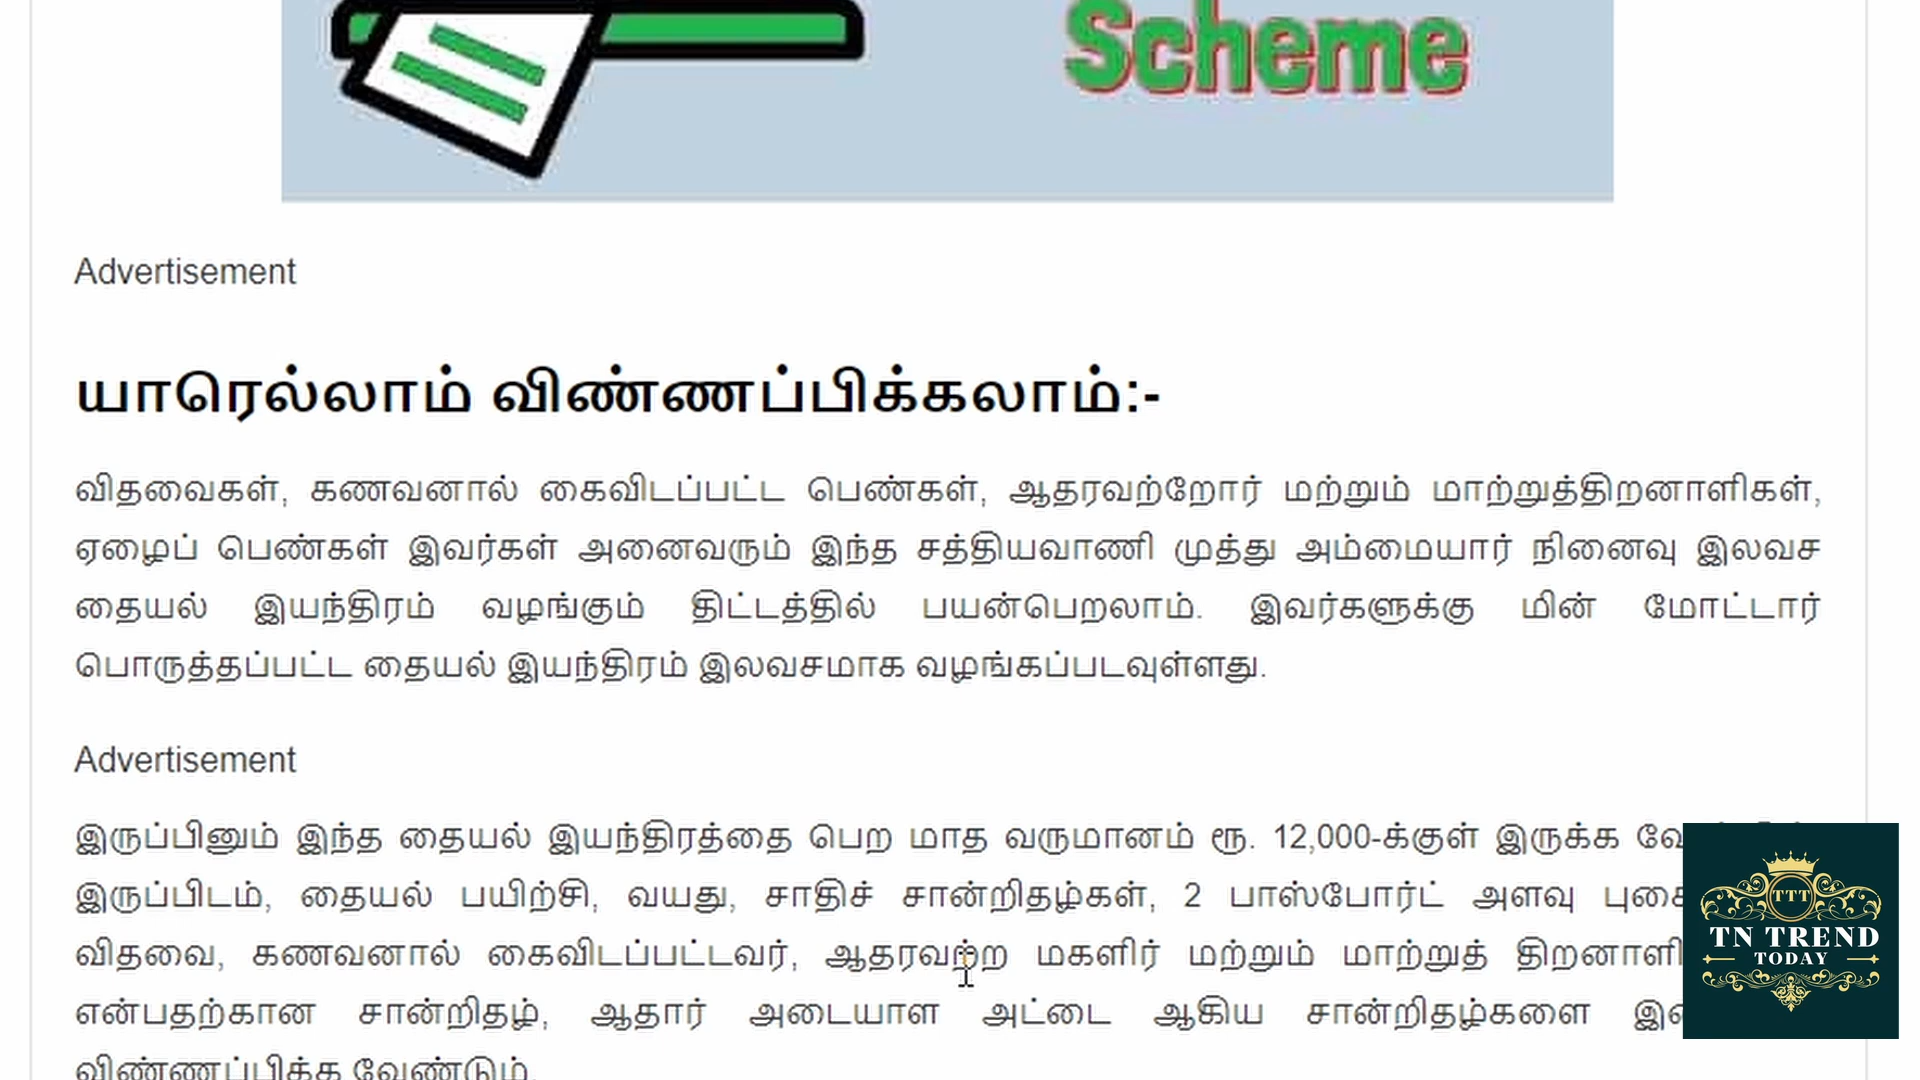 Scheme
Advertisement
யாரெல்லாம் விண்ணப்பிக்கலாம்:-
விதவைகள், கணவனால் கைவிடப்பட்ட பெண்கள், ஆதரவற்றோர் மற்றும் மாற்றுத்திறனாளிகள்,
ஏழைப் பெண்கள் இவர்கள் அனைவரும் இந்த சத்தியவாணி முத்து அம்மையார் நினைவு இலவச
தையல் இயந்திரம் வழங்கும் திட்டத்தில் பயன்பெறலாம். இவர்களுக்கு மின் மோட்டார்
பொருத்தப்பட்ட தையல் இயந்திரம் இலவசமாக வழங்கப்படவுள்ளது.
Advertisement
இருப்பினும் இந்த தையல் இயந்திரத்தை பெற மாத வருமானம் ரூ. 12,000-க்குள் இருக்க
இருப்பிடம், தையல் பயிற்சி, வயது, சாதிச் சான்றிதழ்கள், 2 பாஸ்போர்ட் அளவு
விதவை, கணவனால் கைவிடப்பட்டவர், ஆதரவற்ற மகளிர் மற்றும் மாற்றுத்
என்பதற்கான சான்றிதழ், ஆதார் அடையாள அட்டை ஆகிய சான்றிதழ்களை
விண்ணப்பிக்க வேண்டும்.
TTT
TN TREND
TODAY